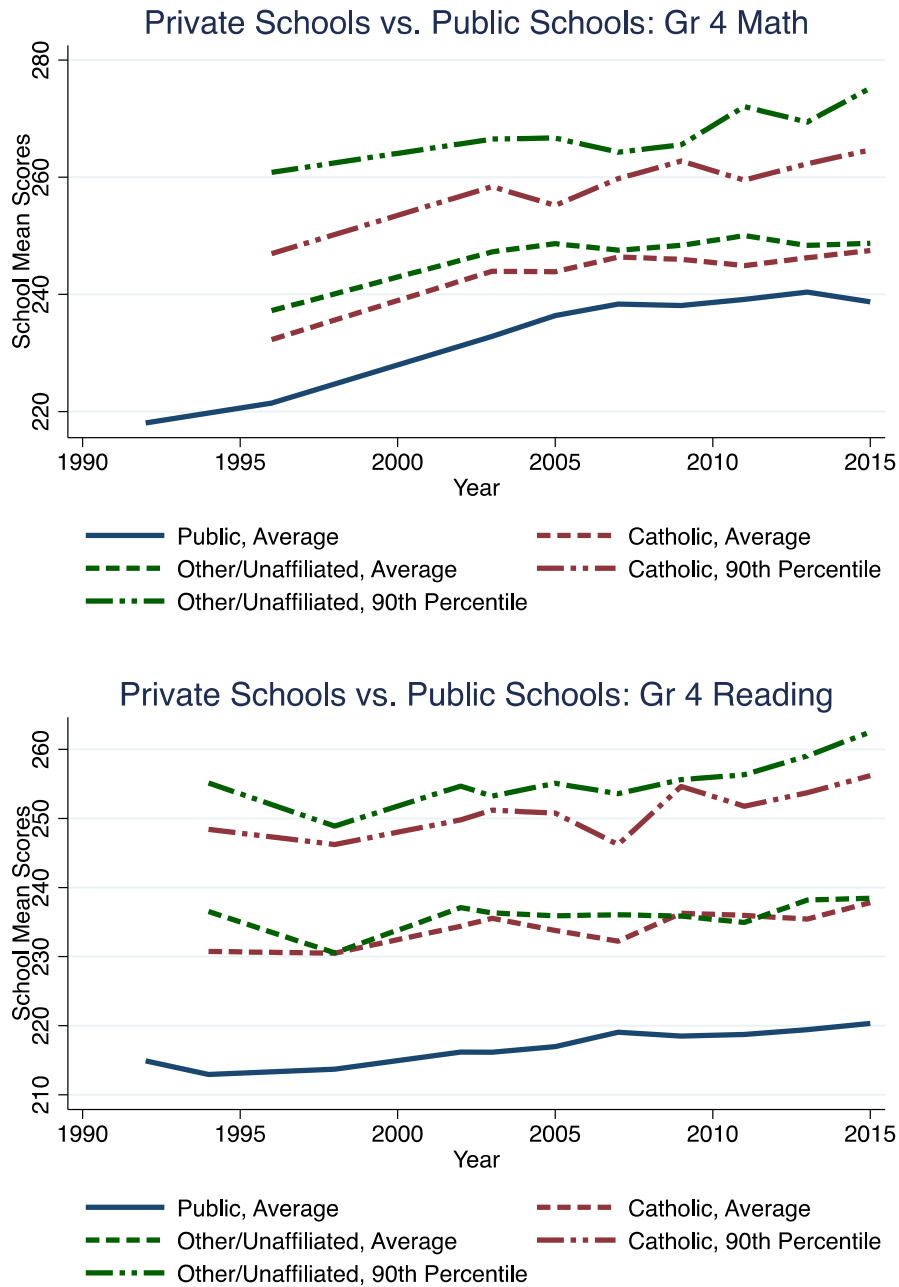 Private Schools vs. Public Schools: Gr 4 Math
School Mean Scores
280
260
240
220
1990 1995 2000 2005 2010 2015
Year
Public, Average Catholic, Average
Other/Unaffiliated, Average Catholic, 90th Percentile
Other/Unaffiliated, 90th Percentile
Private Schools vs. Public Schools: Gr 4 Reading
School Mean Scores
260
250
240
230
220
210
1990 1995 2000 2005 2010 2015
Year
Public, Average Catholic, Average
Other/Unaffiliated, Average Catholic, 90th Percentile
Other/Unaffiliated, 90th Percentile